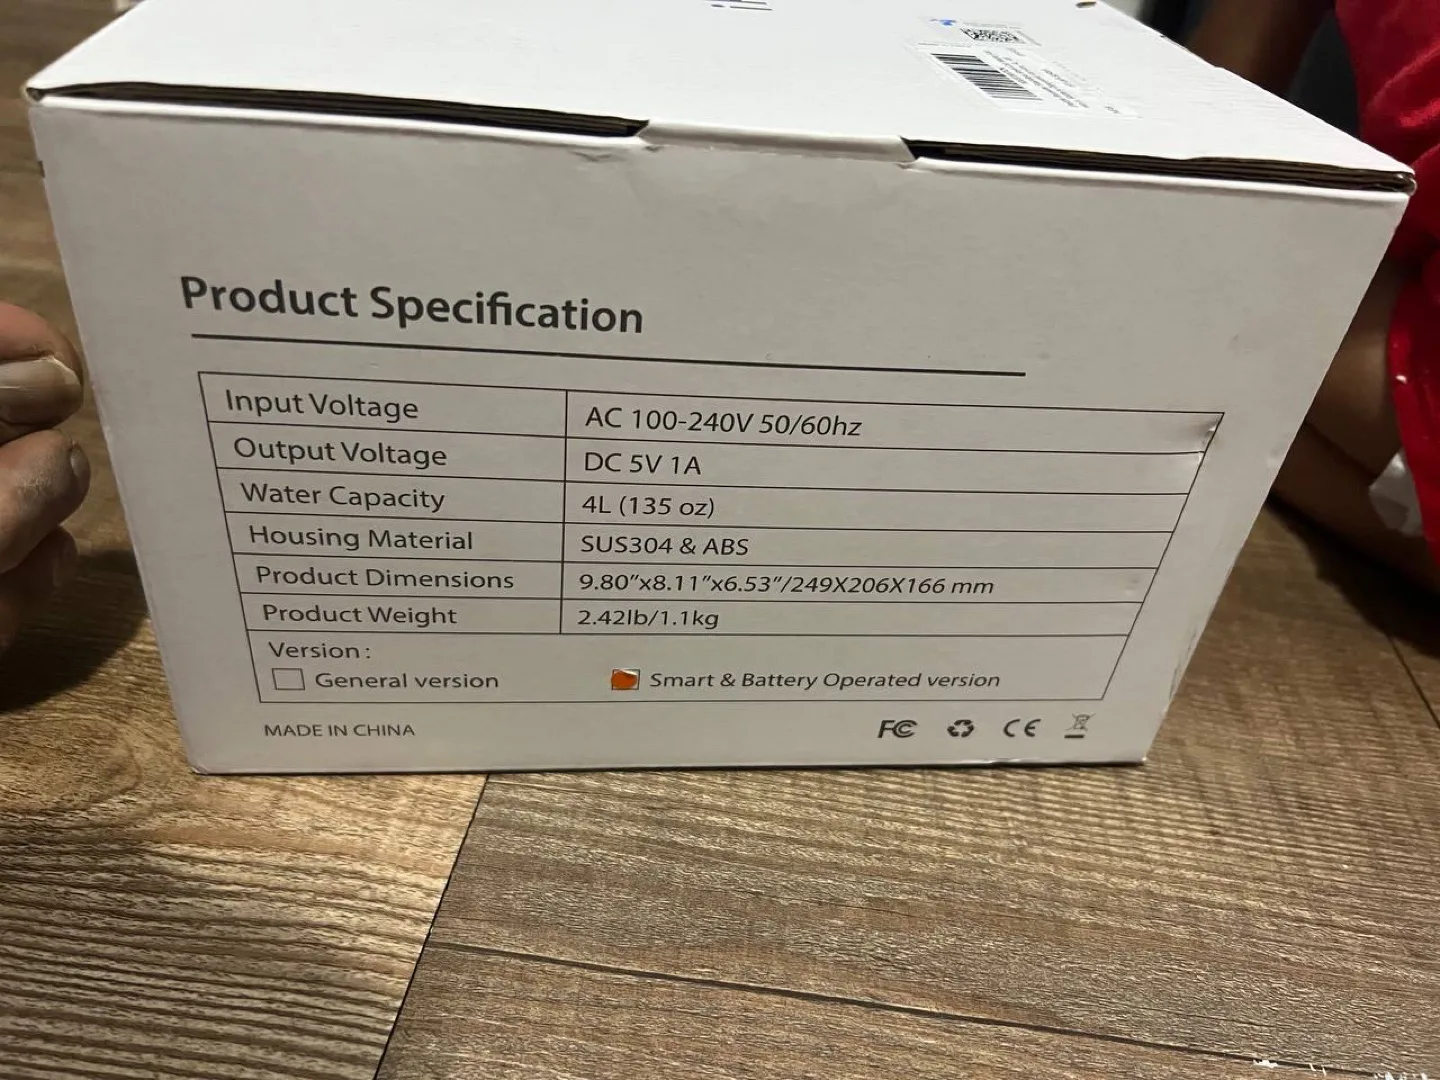 Product Specification
Input Voltage AC 100-240V 50/60hz
Output Voltage DC 5V 1A
Water Capacity 4L (135 oz)
Housing Material SUS304 & ABS
Product Dimensions 9.80”x8.11”x6.53”/249X206X166 mm
Product Weight 2.42lb/1.1kg
Version :
General version Smart & Battery Operated version
MADE IN CHINA FC CE